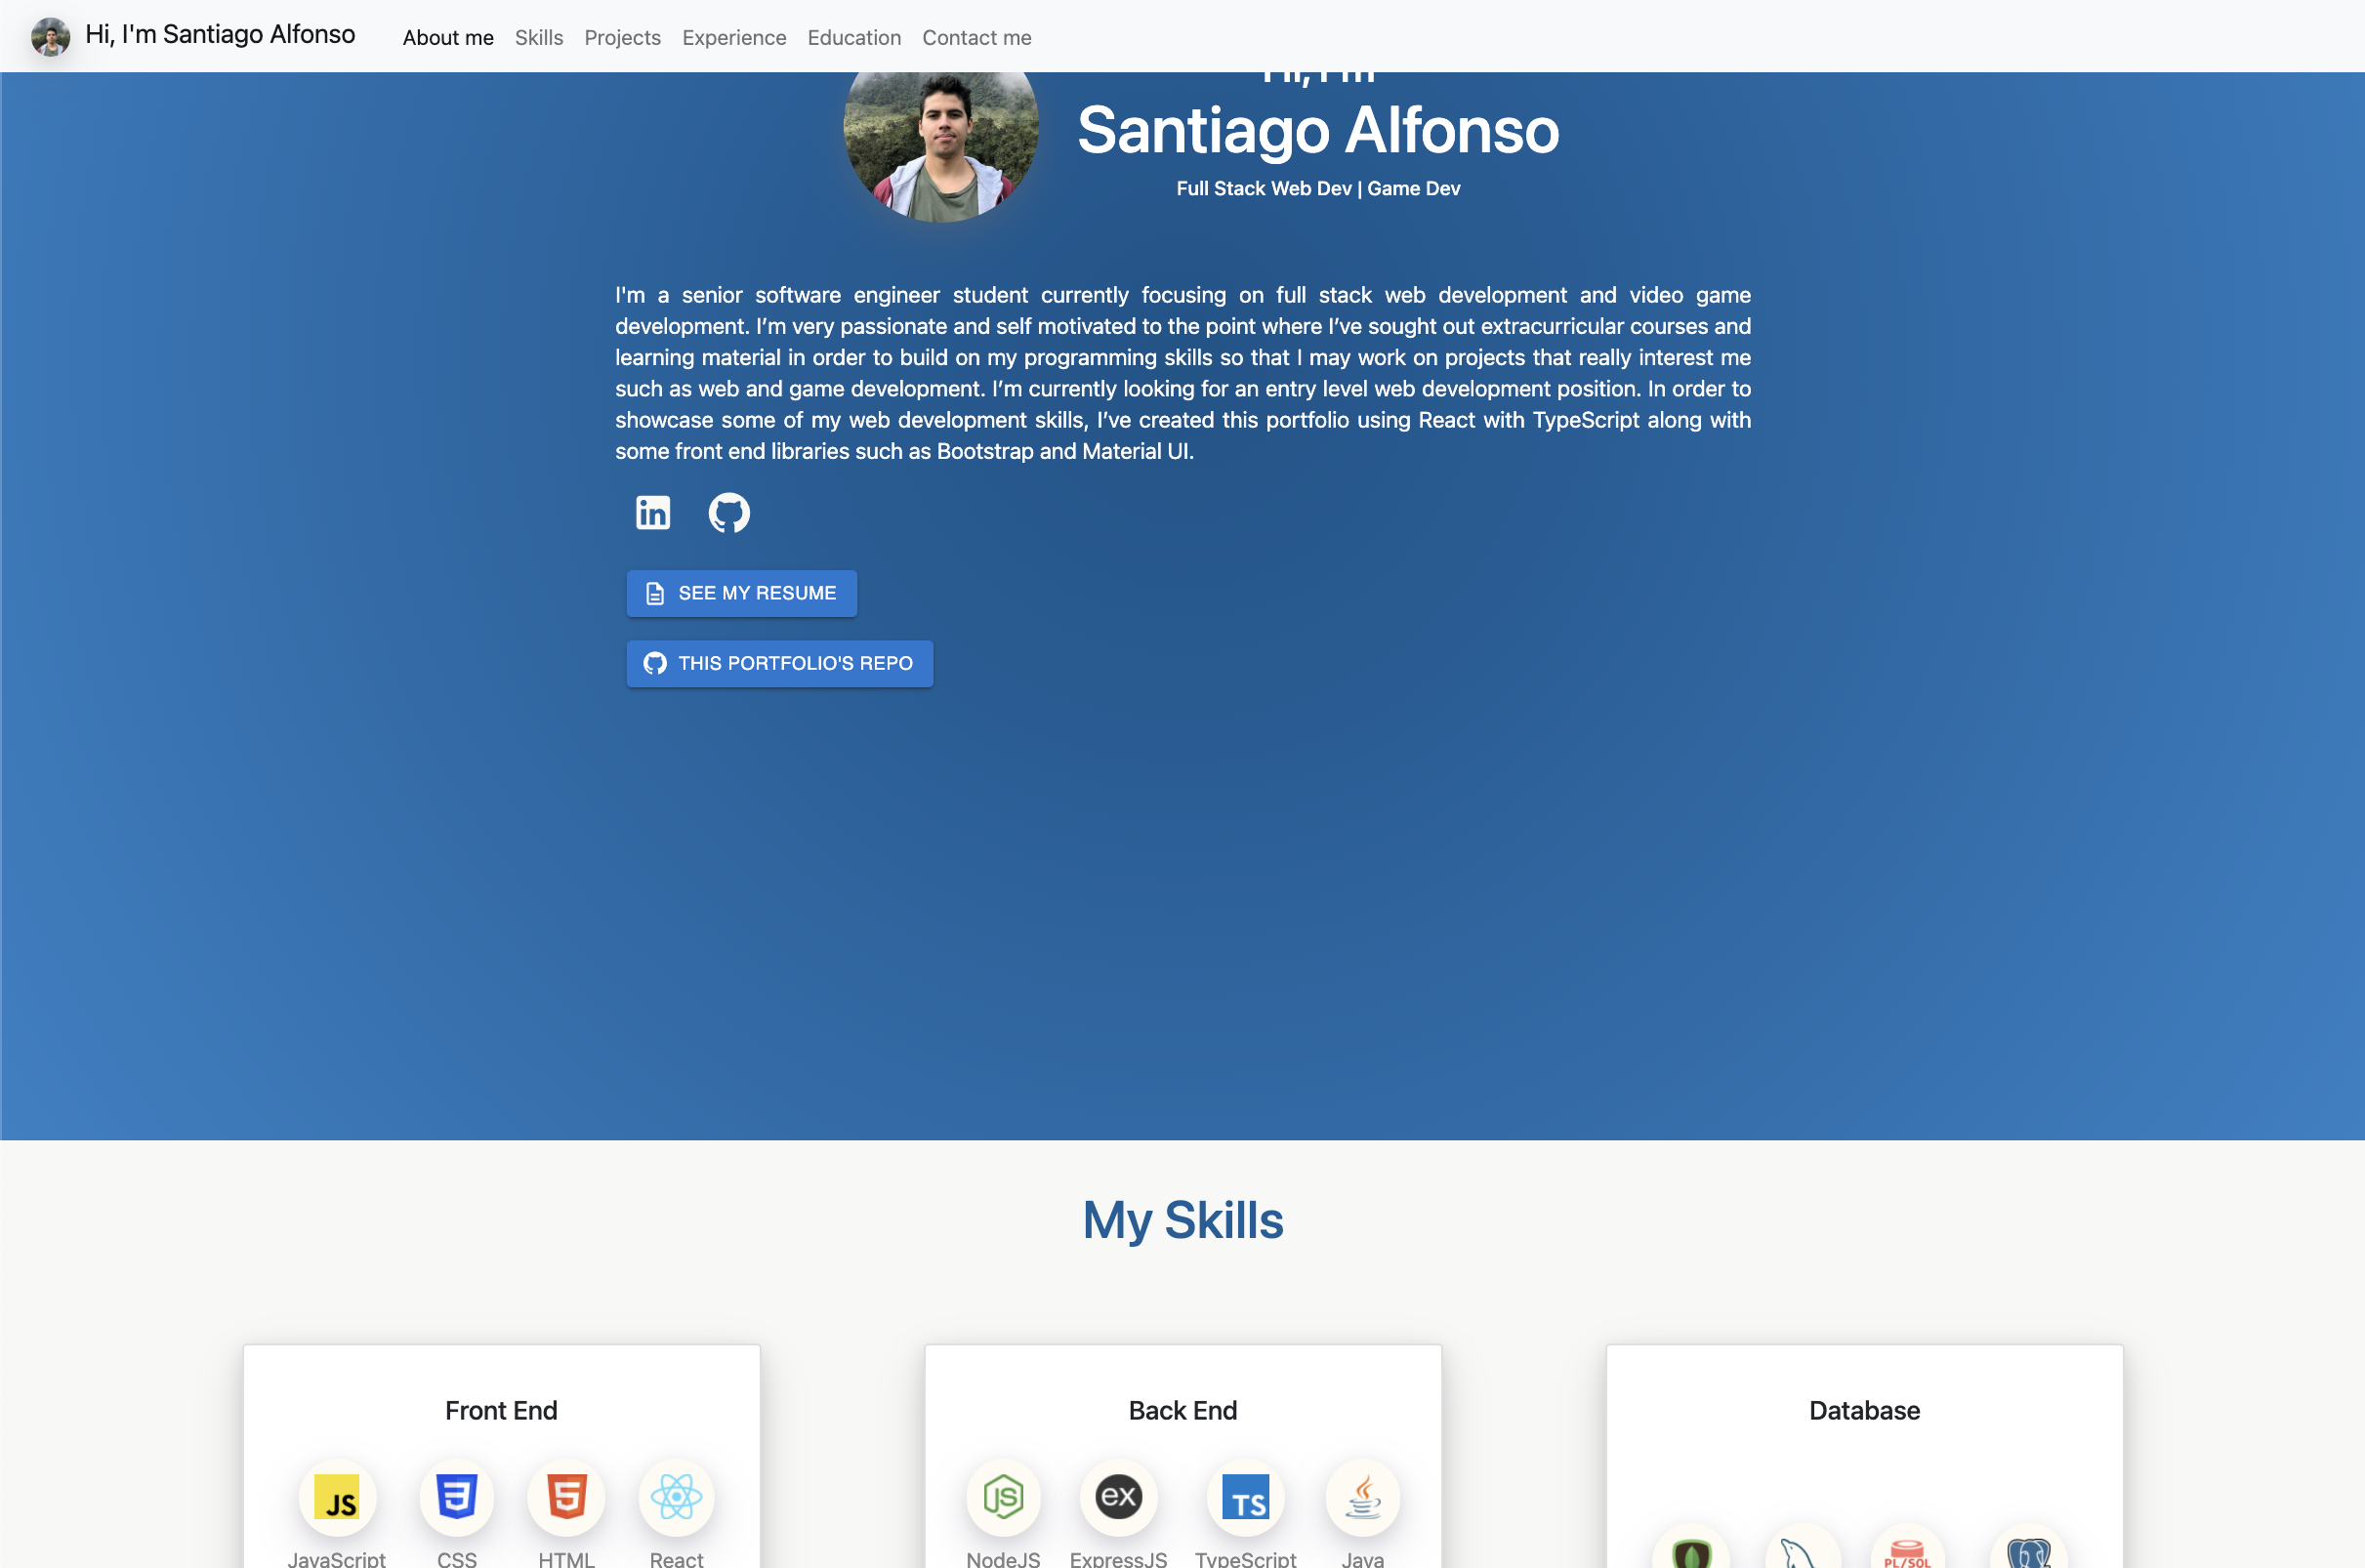 Hi, I'm Santiago Alfonso
About me
Skills
Projects
Experience
Education
Contact me
Hi, I'm
Santiago Alfonso
Full Stack Web Dev | Game Dev
I'm a senior software engineer student currently focusing on full stack web development and video game
development. I’m very passionate and self motivated to the point where I’ve sought out extracurricular courses and
learning material in order to build on my programming skills so that I may work on projects that really interest me
such as web and game development. I’m currently looking for an entry level web development position. In order to
showcase some of my web development skills, I’ve created this portfolio using React with TypeScript along with
some front end libraries such as Bootstrap and Material UI.
in
SEE MY RESUME
THIS PORTFOLIO'S REPO
My Skills
Front End
Back End
Database
JS
3
5
JS
ex
TS
PL/SQL
JavaScript
CSS
HTML
React
NodeJS
ExpressJS
TypeScript
Java